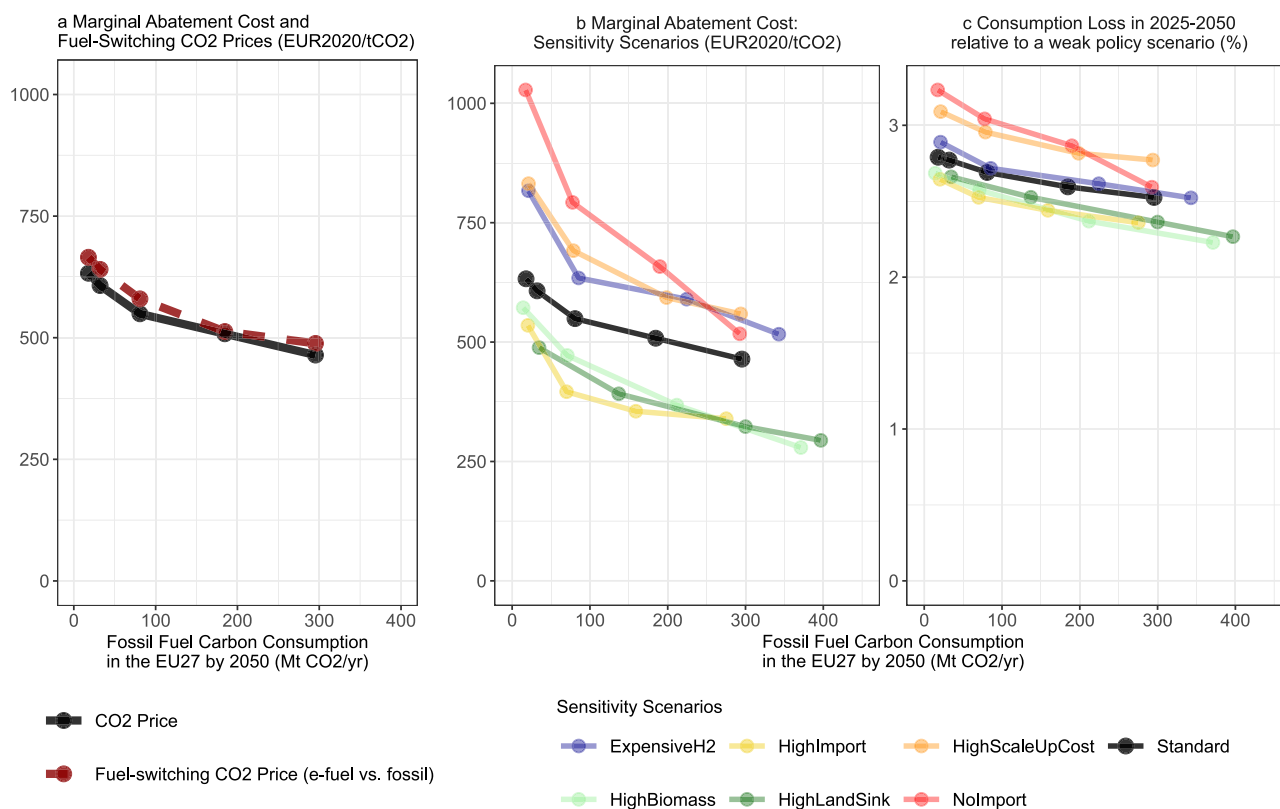 a Marginal Abatement Cost and
Fuel-Switching CO2 Prices (EUR2020/tCO2)
1000
750
500
250
0
0 100 200 300 400
Fossil Fuel Carbon Consumption
in the EU27 by 2050 (Mt CO2/yr)
CO2 Price
Fuel-switching CO2 Price (e-fuel vs. fossil)
b Marginal Abatement Cost:
Sensitivity Scenarios (EUR2020/tCO2)
1000
750
500
250
0
0 100 200 300 400
c Consumption Loss in 2025-2050
relative to a weak policy scenario (%)
3
2
1
0
0 100 200 300 400
Fossil Fuel Carbon Consumption
in the EU27 by 2050 (Mt CO2/yr)
Sensitivity Scenarios
ExpensiveH2 HighImport HighScaleUpCost Standard
HighBiomass HighLandSink NoImport